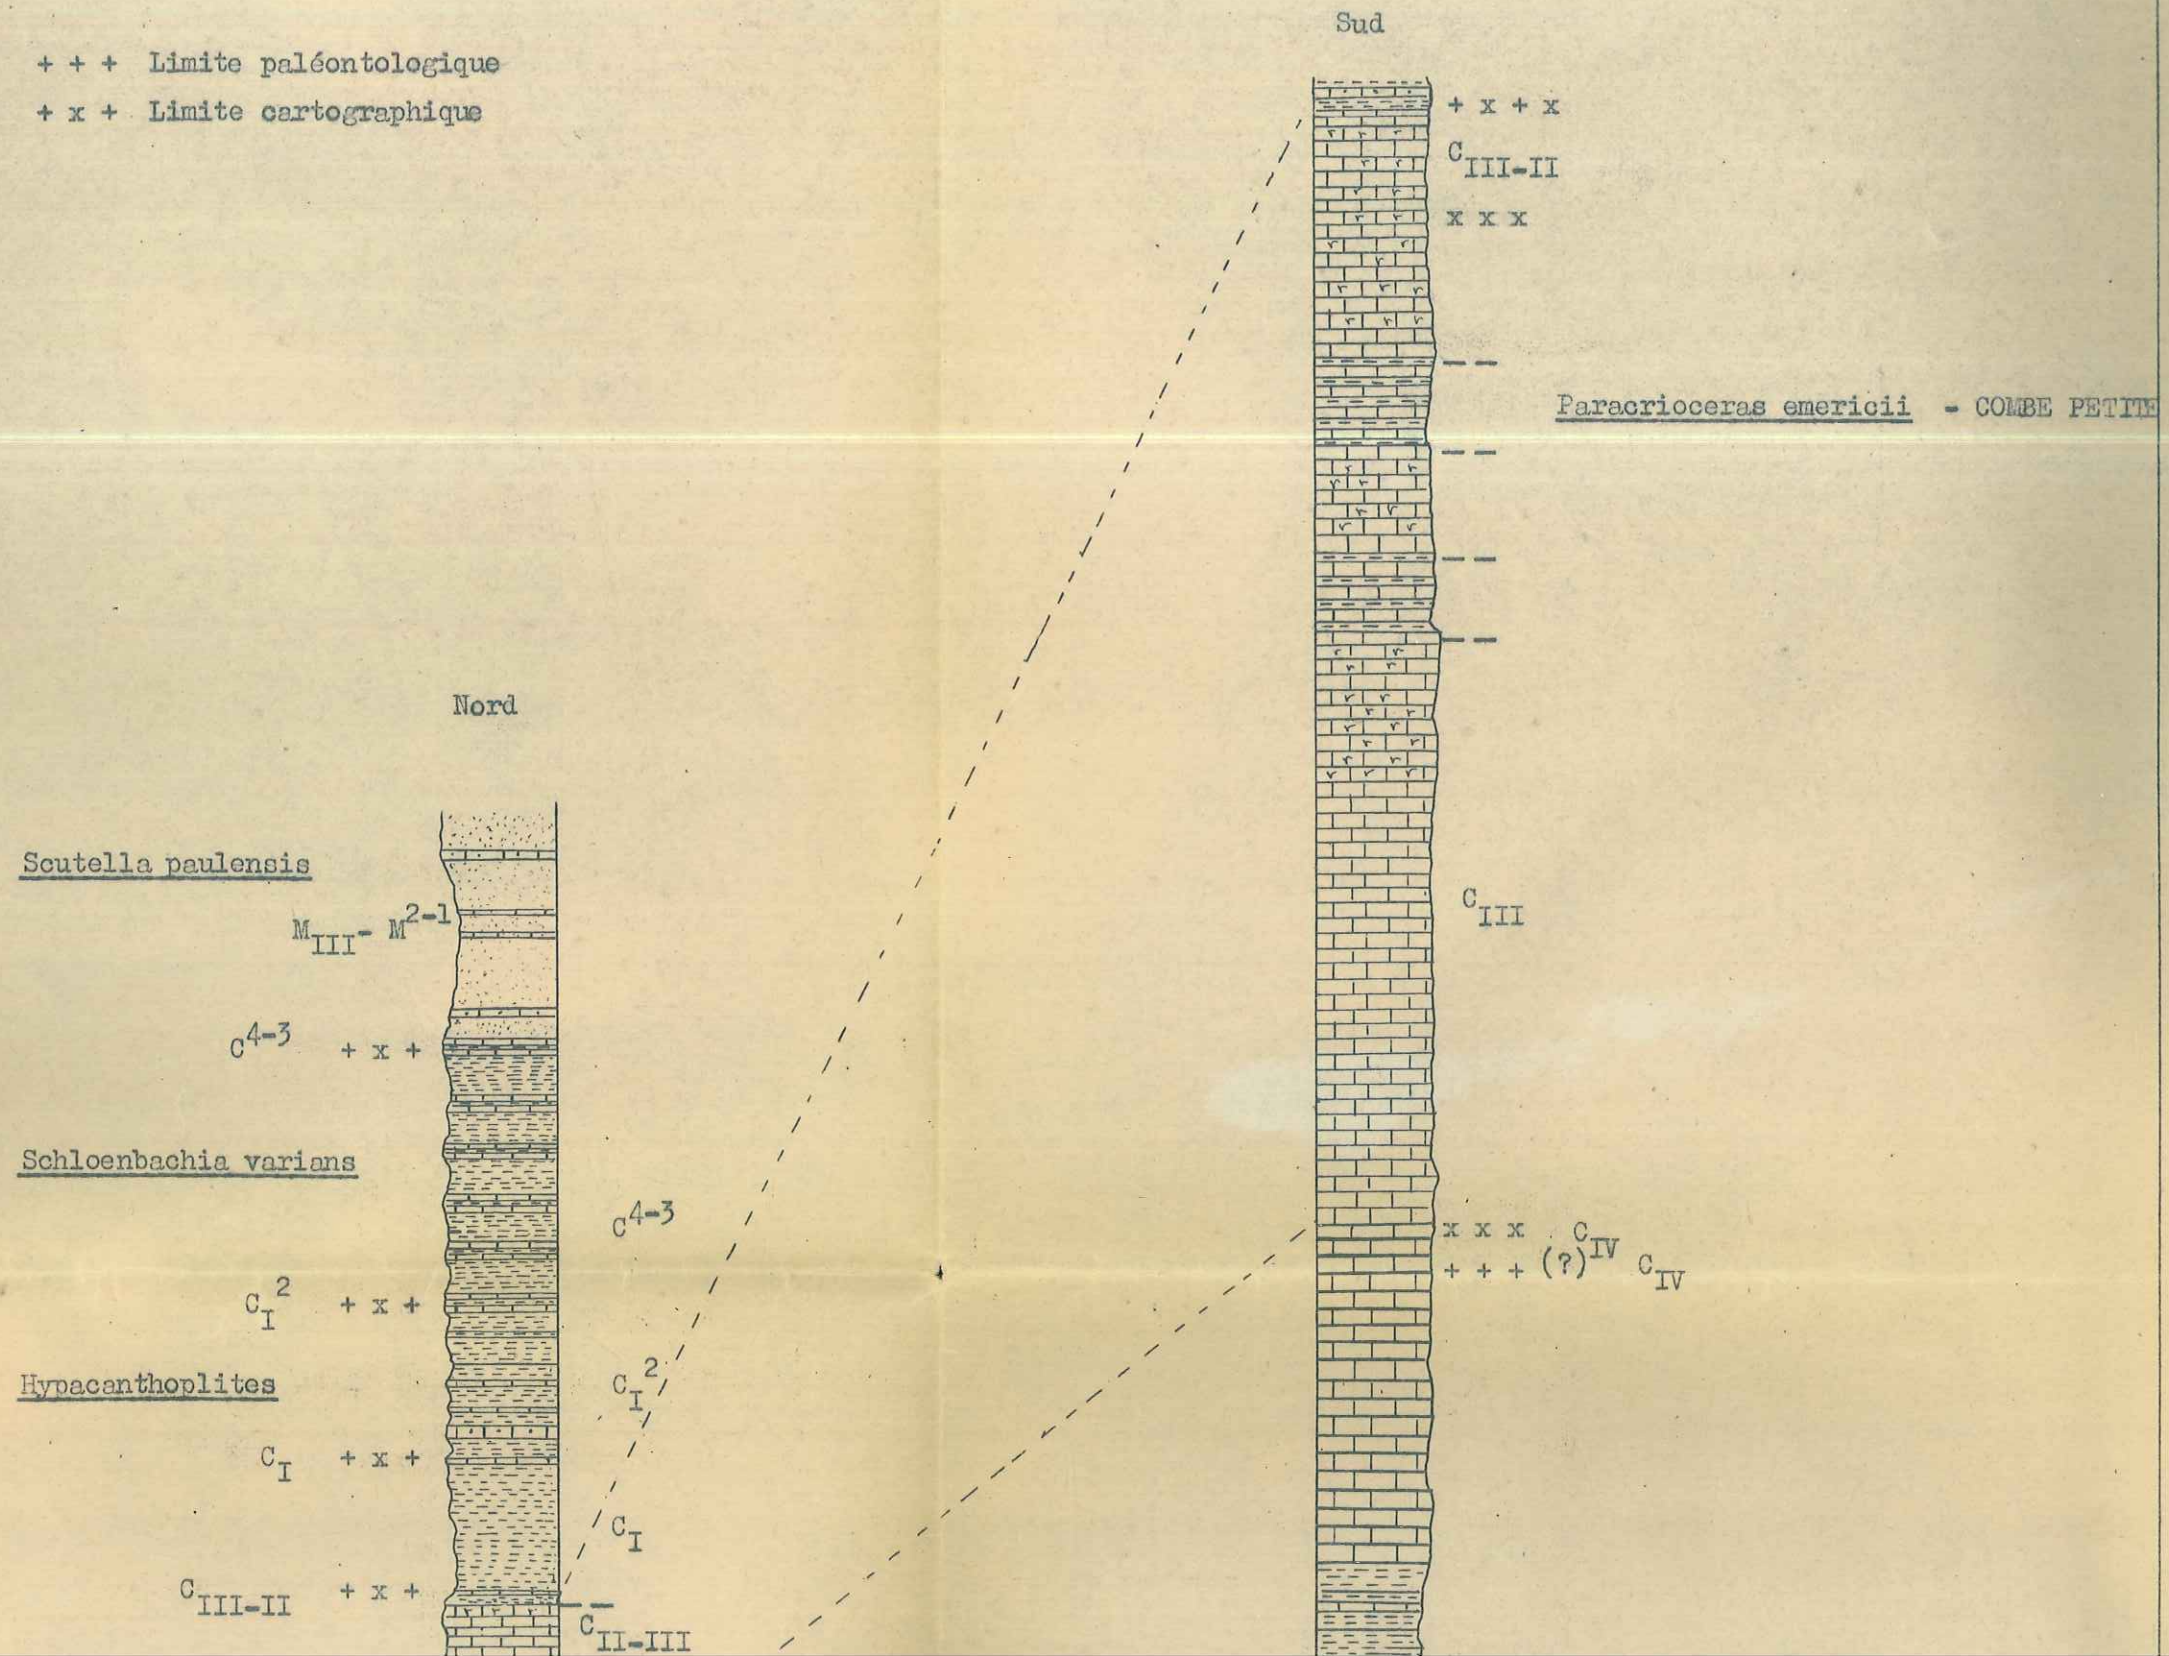 Sud
+ + + Limite paléontologique
+ x + Limite cartographique
+ x + x
C III-II
x x x
Paracrioceras emericii - COMBE PETITE
Nord
Scutella paulensis
M III - M 2-1
C III
C 4-3 + x +
Schloenbachia varians
C 4-3
x x x C IV
+ + + (?) C IV
C I 2 + x +
Hypacanthoplites
C I 2
C I + x +
C I
C III-II + x +
C II-III